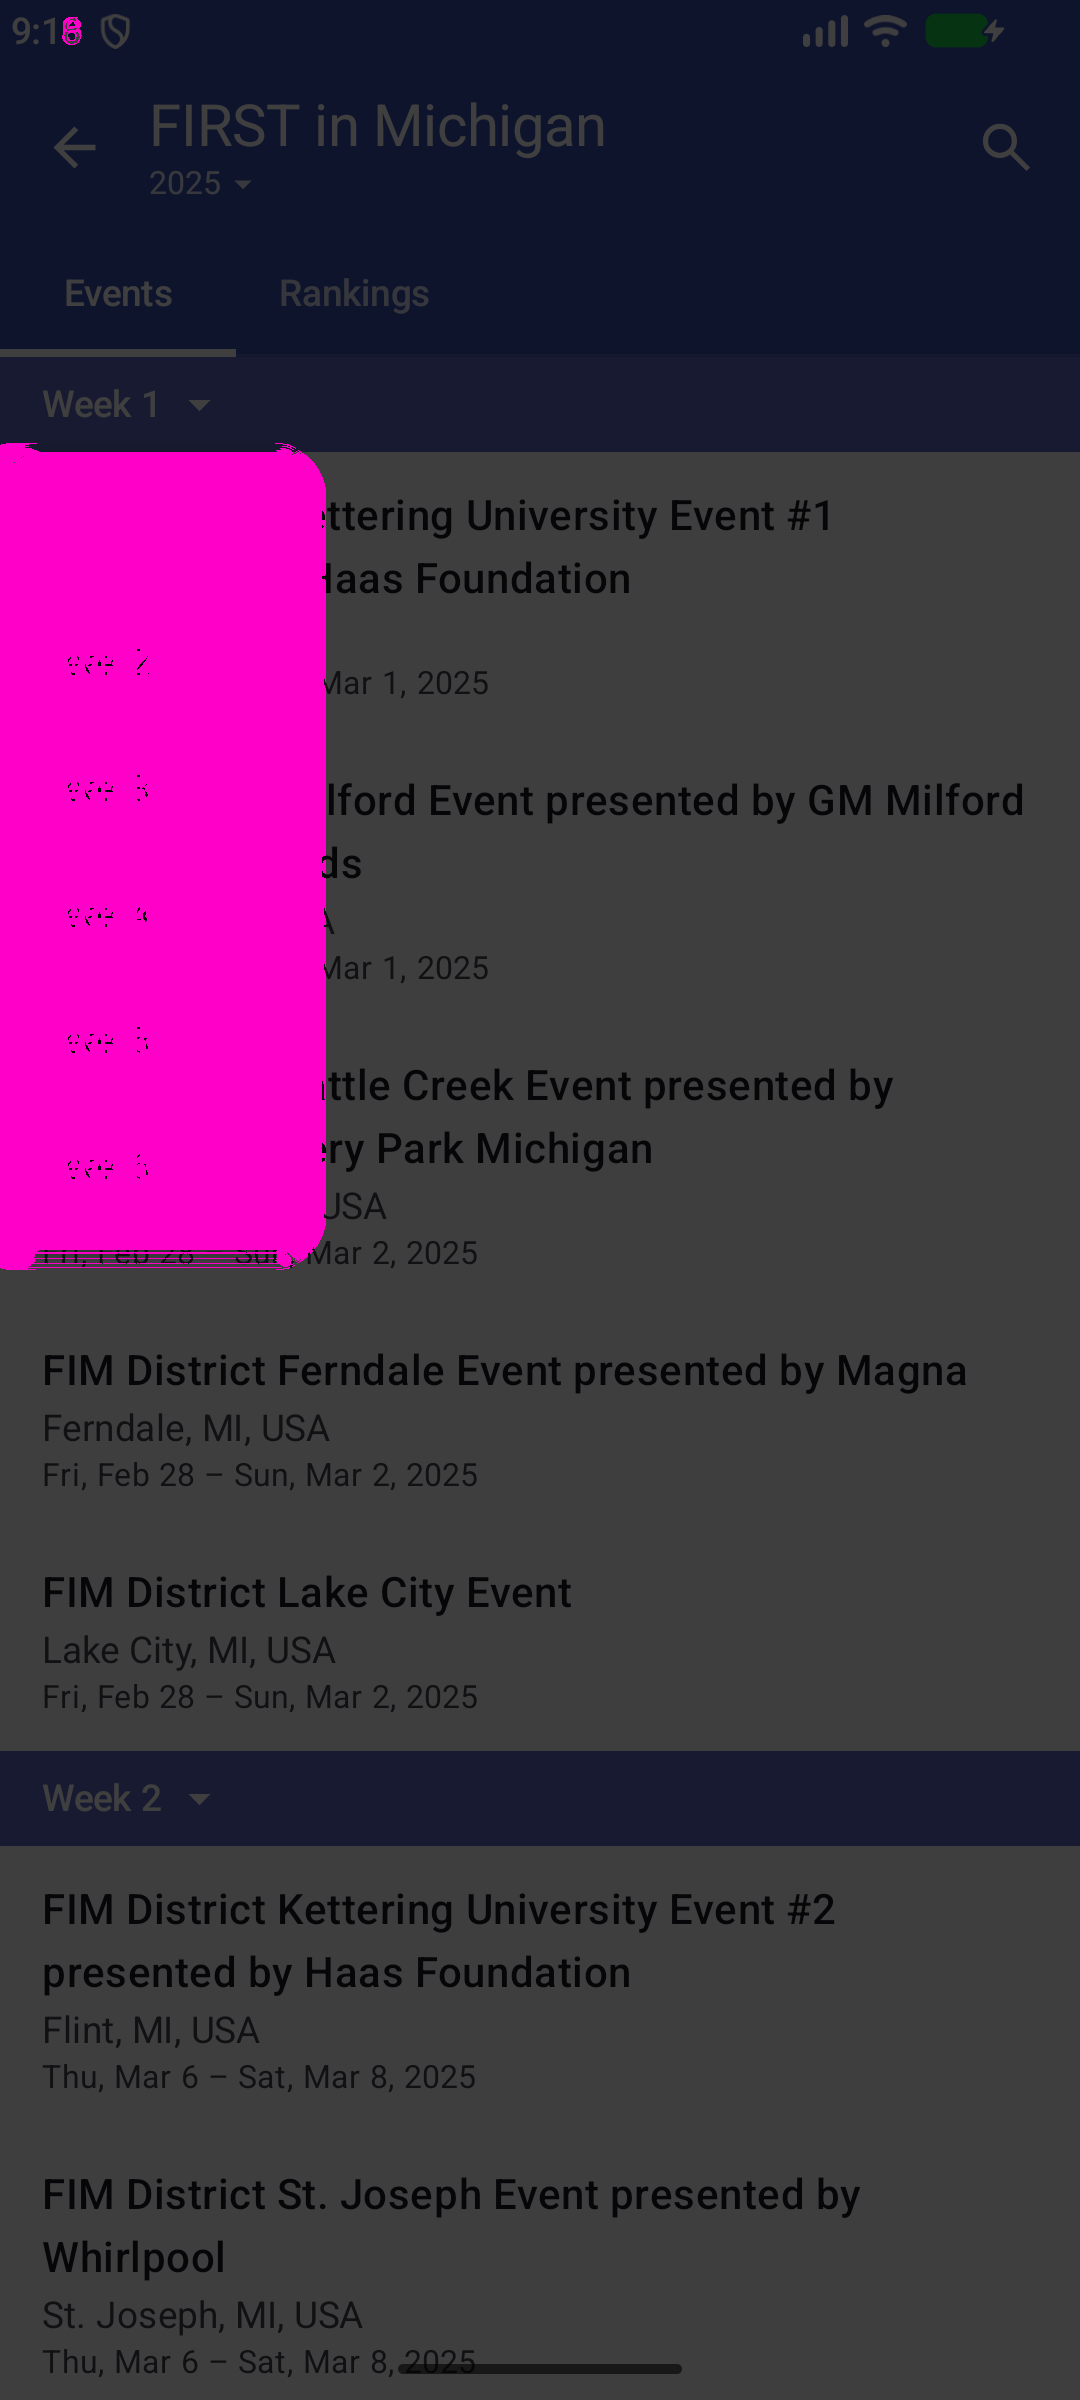 FIRST in Michigan
2025
Events
Rankings
Week 1
ttering University Event #1
Haas Foundation
Mar 1, 2025
lford Event presented by GM Milford
ds
Mar 1, 2025
ttle Creek Event presented by
ery Park Michigan
USA
Mar 2, 2025
FIM District Ferndale Event presented by Magna
Ferndale, MI, USA
Fri, Feb 28 – Sun, Mar 2, 2025
FIM District Lake City Event
Lake City, MI, USA
Fri, Feb 28 – Sun, Mar 2, 2025
Week 2
FIM District Kettering University Event #2
presented by Haas Foundation
Flint, MI, USA
Thu, Mar 6 – Sat, Mar 8, 2025
FIM District St. Joseph Event presented by
Whirlpool
St. Joseph, MI, USA
Thu, Mar 6 – Sat, Mar 8, 2025